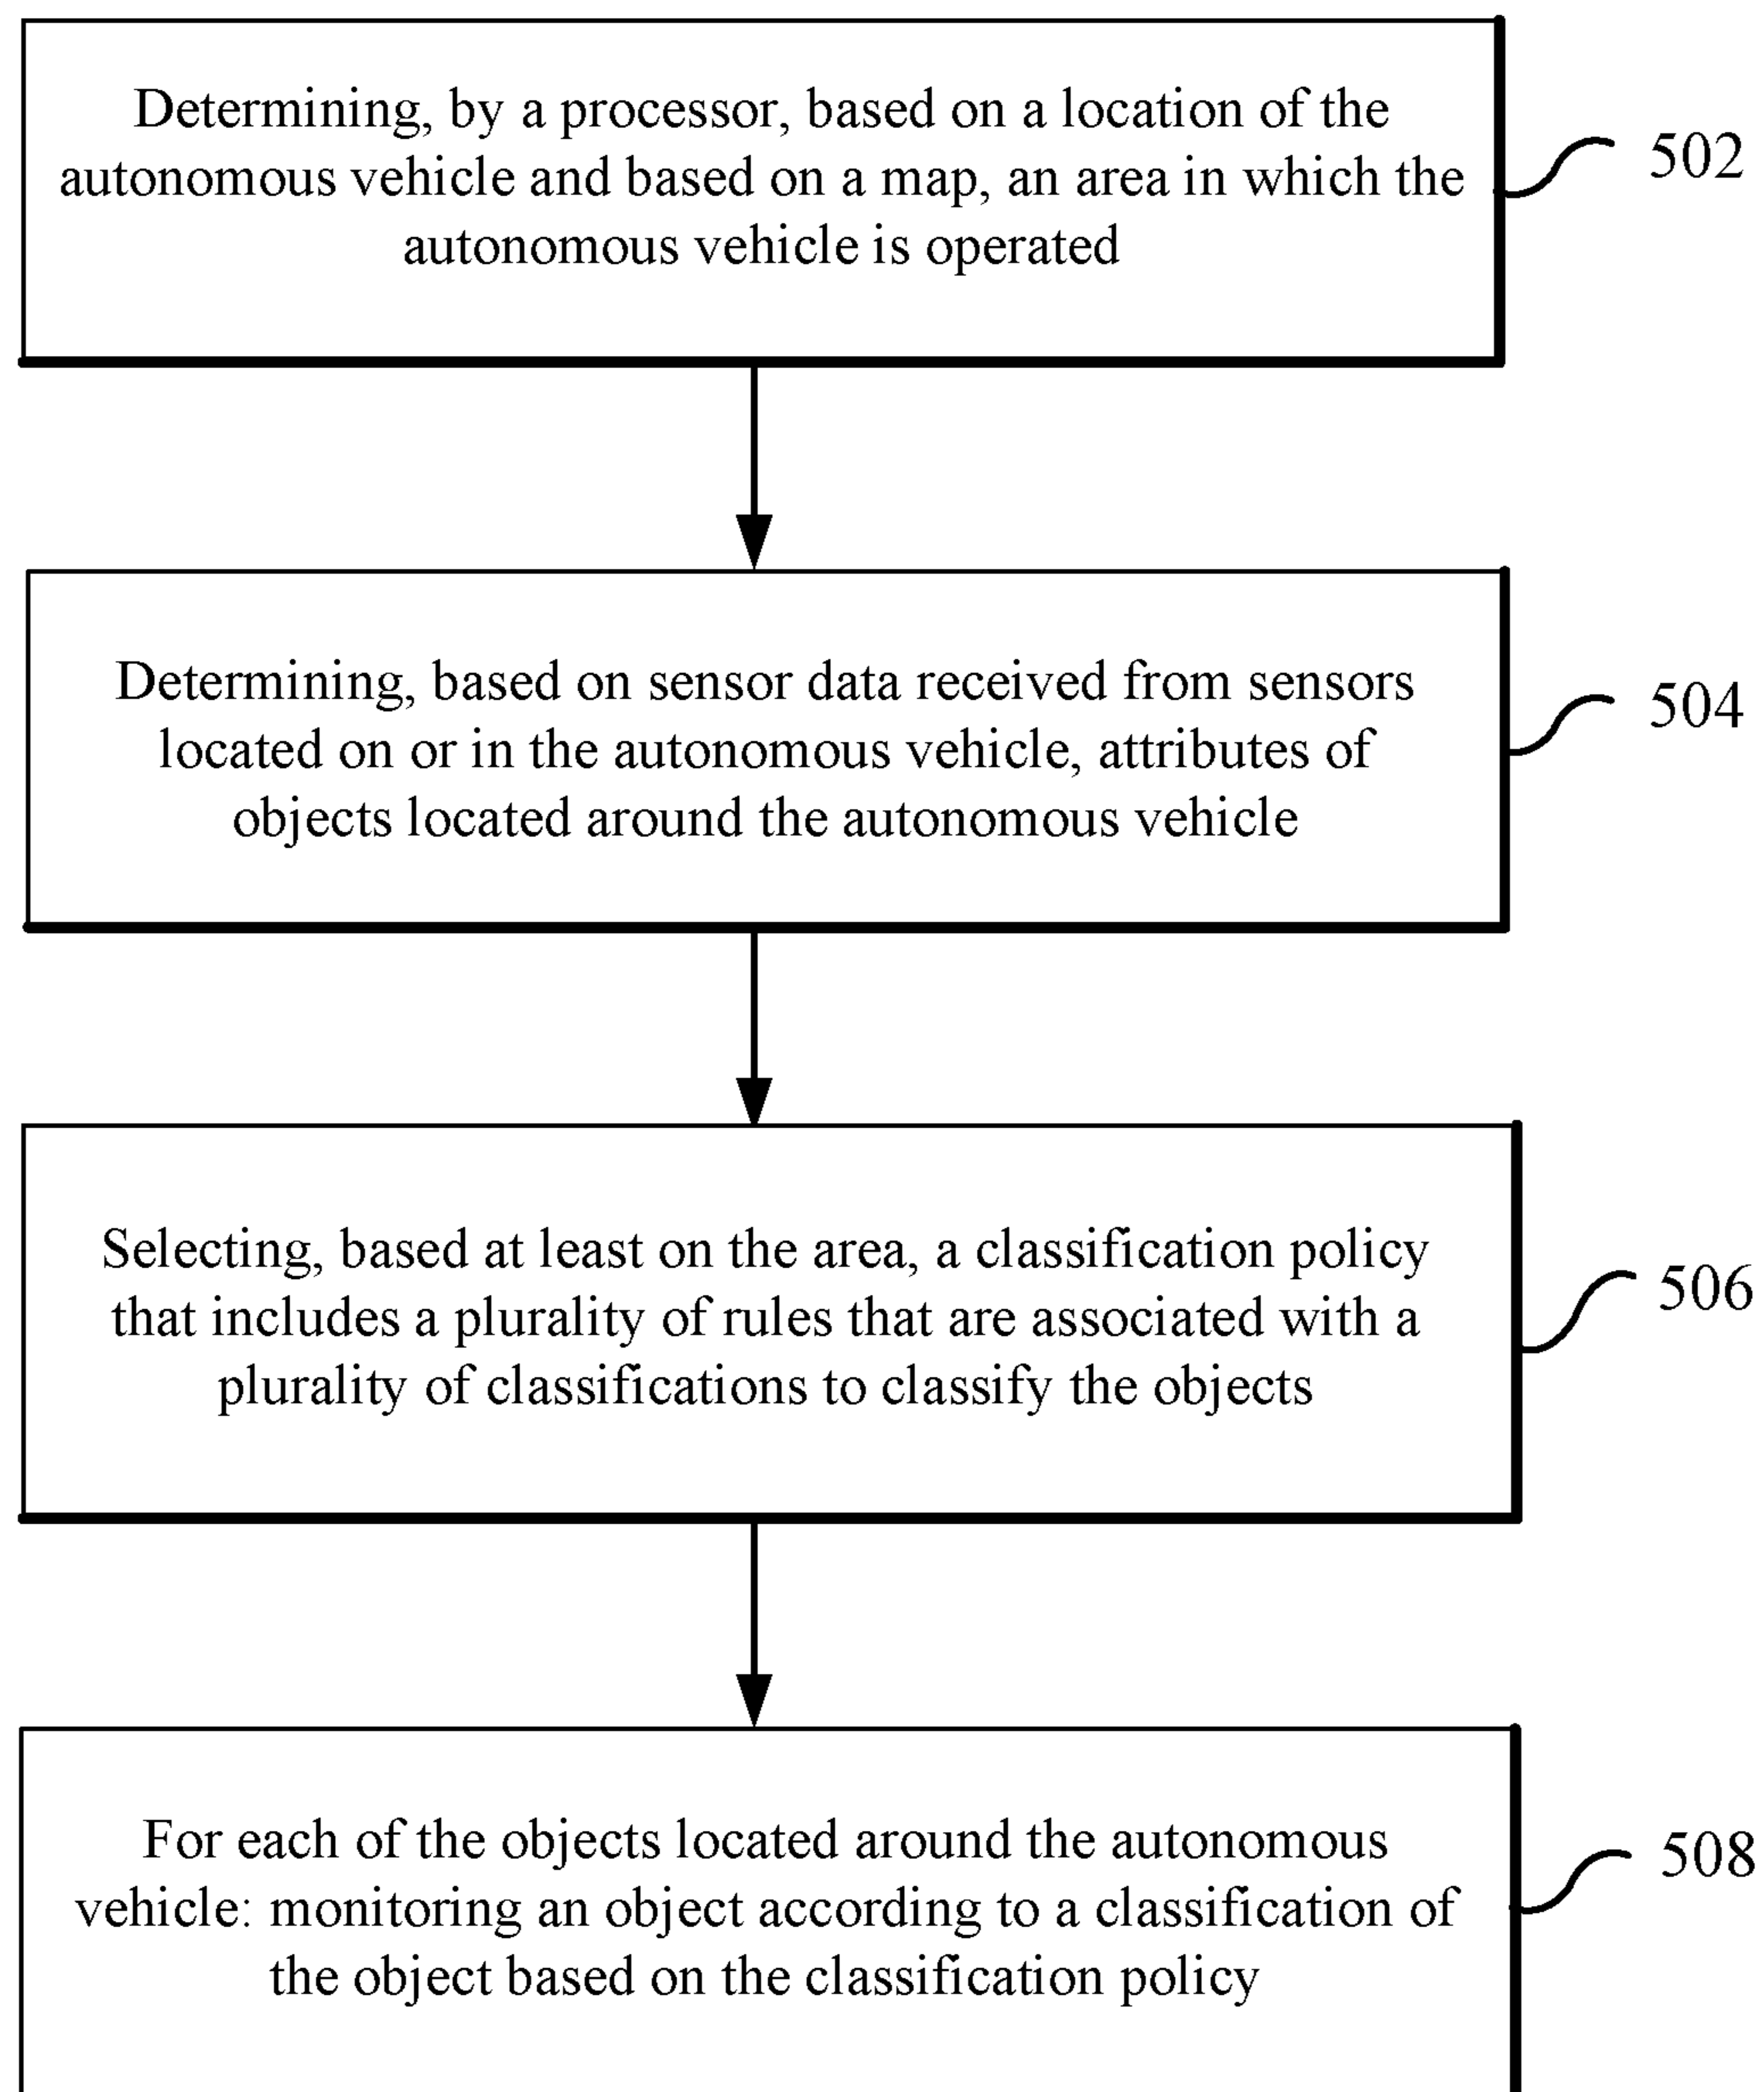 Determining, by a processor, based on a location of the
autonomous vehicle and based on a map, an area in which the
autonomous vehicle is operated
502
Determining, based on sensor data received from sensors
located on or in the autonomous vehicle, attributes of
objects located around the autonomous vehicle
504
Selecting, based at least on the area, a classification policy
that includes a plurality of rules that are associated with a
plurality of classifications to classify the objects
506
For each of the objects located around the autonomous
vehicle: monitoring an object according to a classification of
the object based on the classification policy
508